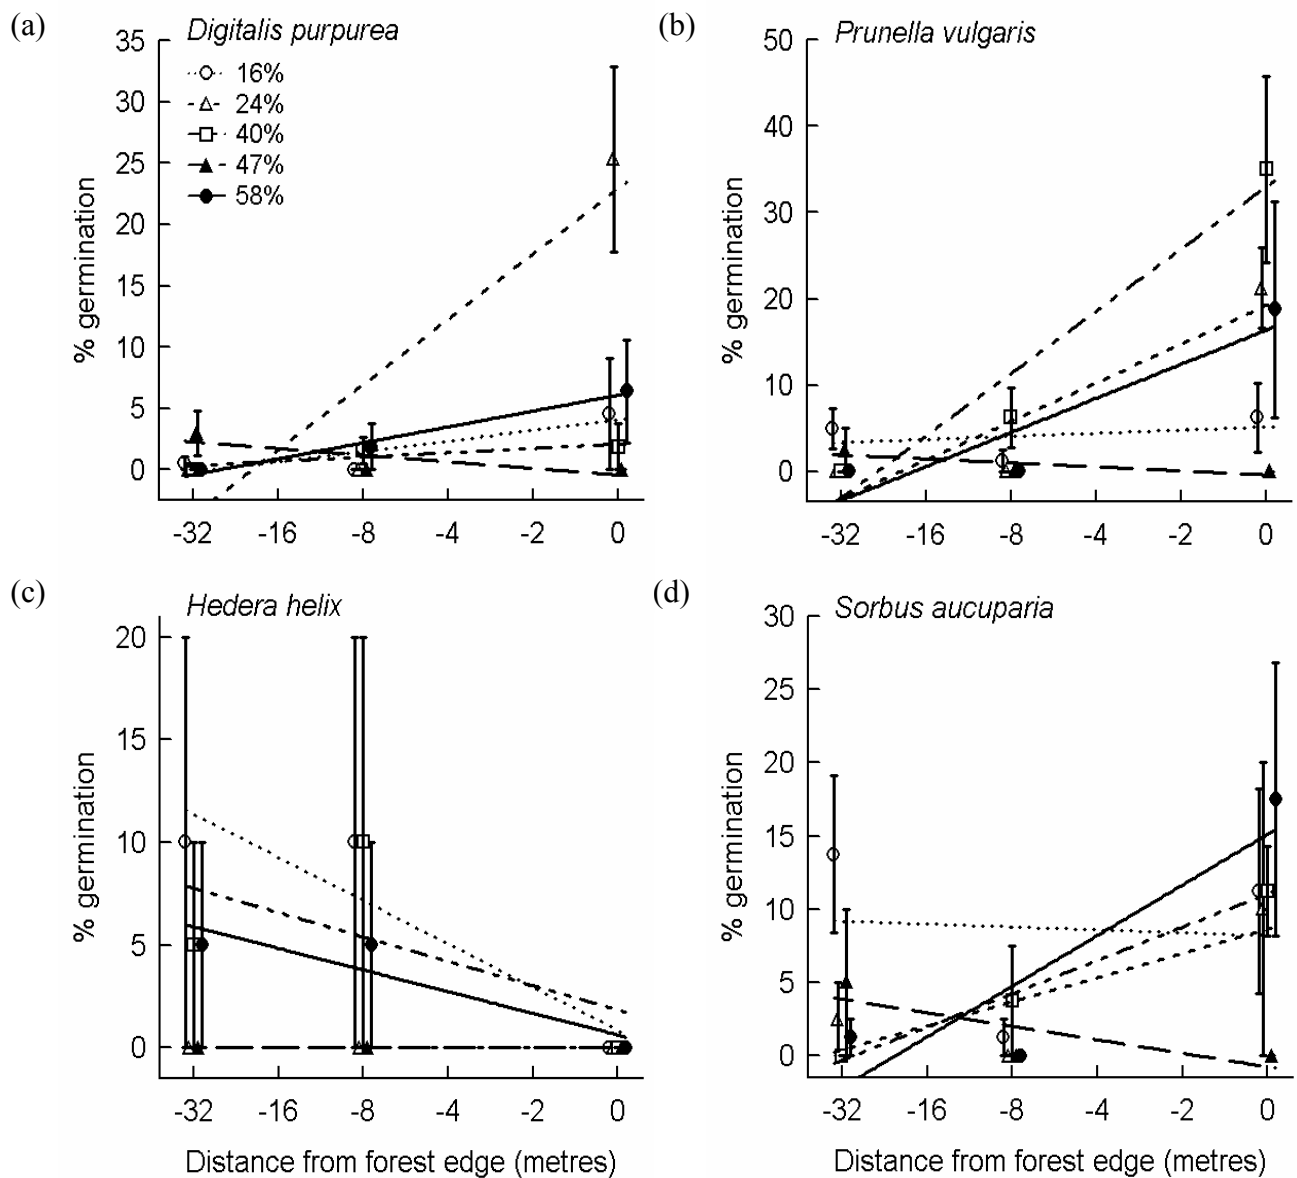 (a)
Digitalis purpurea
16%
24%
40%
47%
58%
% germination
35
30
25
20
15
10
5
0
-32 -16 -8 -4 -2 0
(b)
Prunella vulgaris
% germination
50
40
30
20
10
0
-32 -16 -8 -4 -2 0
(c)
Hedera helix
% germination
20
15
10
5
0
-32 -16 -8 -4 -2 0
Distance from forest edge (metres)
(d)
Sorbus aucuparia
% germination
30
25
20
15
10
5
0
-32 -16 -8 -4 -2 0
Distance from forest edge (metres)